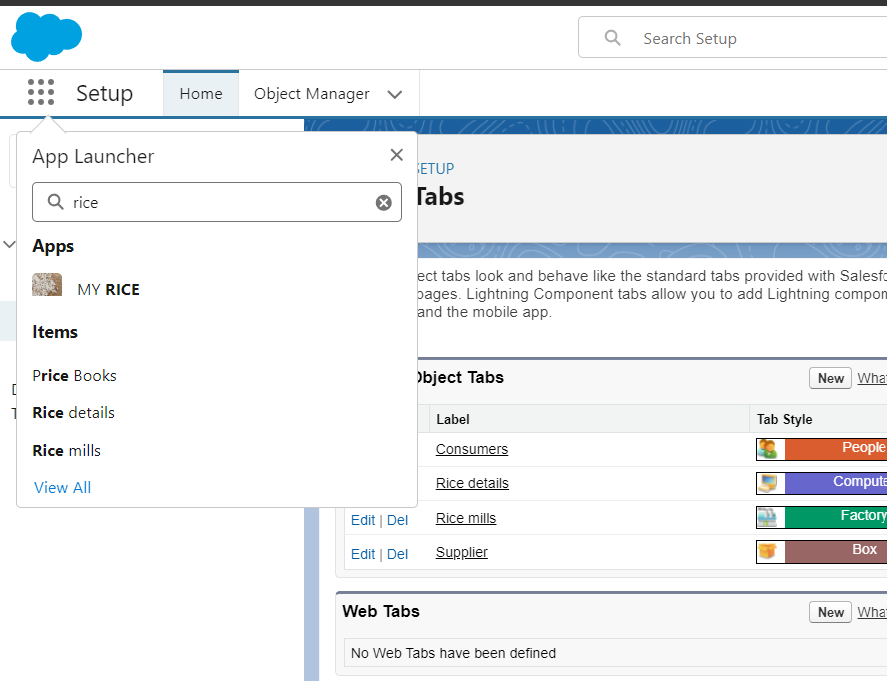 Search Setup
Setup
Home
Object Manager
App Launcher
rice
Apps
MY RICE
Items
Price Books
Rice details
Rice mills
View All
SETUP
Tabs
ect tabs look and behave like the standard tabs provided with Salesfo
pages. Lightning Component tabs allow you to add Lightning compon
and the mobile app.
Object Tabs
New
Label
Tab Style
Consumers
People
Rice details
Compute
Edit | Del
Rice mills
Factory
Edit | Del
Supplier
Box
Web Tabs
New
No Web Tabs have been defined